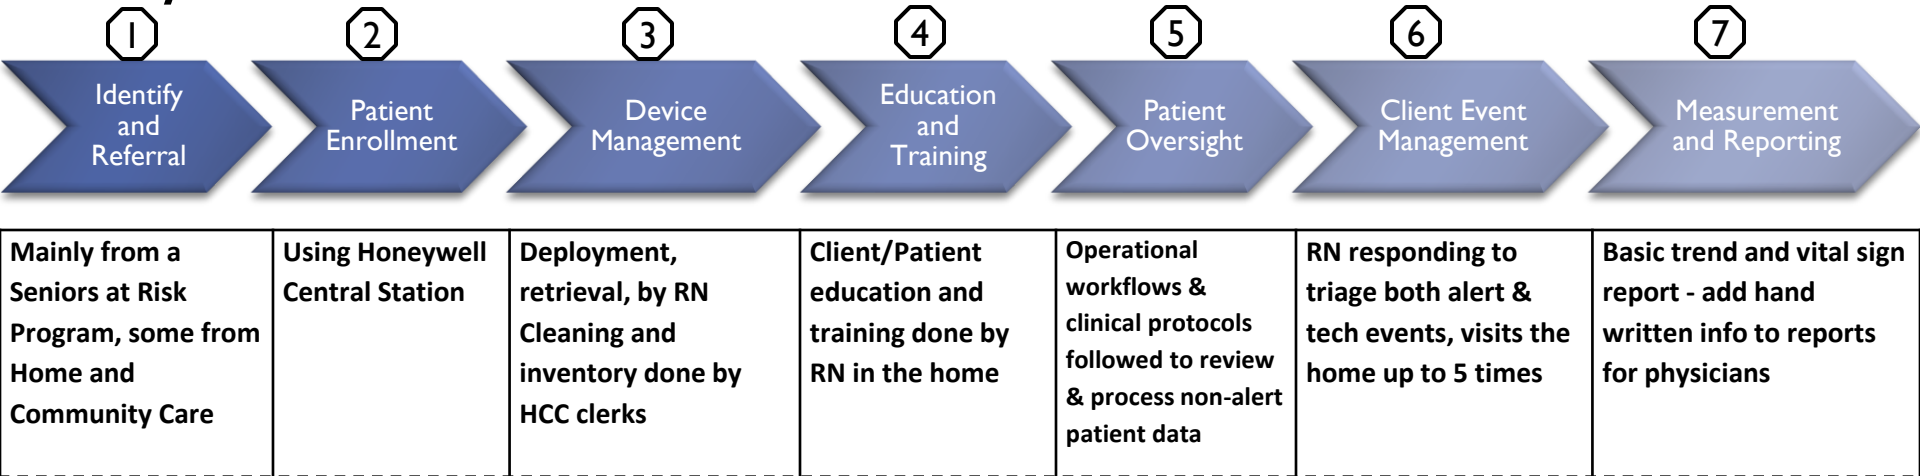 1
Identify
and
Referral
2
Patient
Enrollment
3
Device
Management
4
Education
and
Training
5
Patient
Oversight
6
Client Event
Management
7
Measurement
and Reporting
Mainly from a
Seniors at Risk
Program, some from
Home and
Community Care
Using Honeywell
Central Station
Deployment,
retrieval, by RN
Cleaning and
inventory done by
HCC clerks
Client/Patient
education and
training done by
RN in the home
Operational
workflows &
clinical protocols
followed to review
& process non-alert
patient data
RN responding to
triage both alert &
tech events, visits the
home up to 5 times
Basic trend and vital sign
report - add hand
written info to reports
for physicians